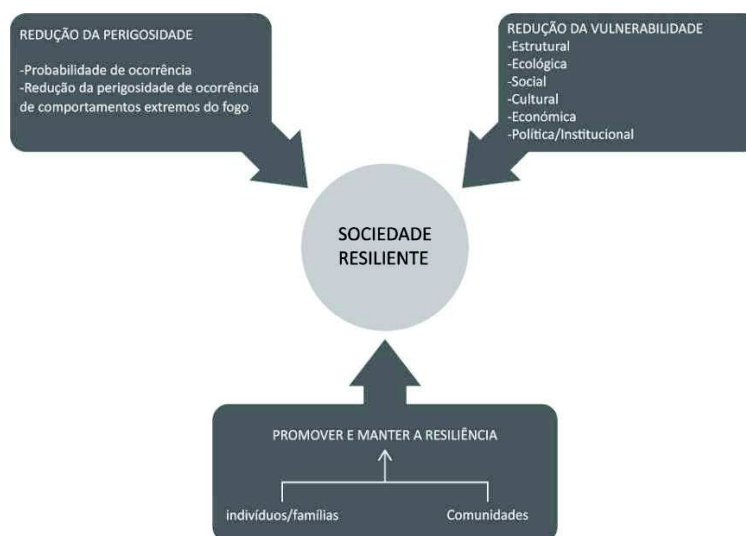 REDUÇÃO DA PERIGOSIDADE
-Probabilidade de ocorrência
-Redução da perigosidade de ocorrência
de comportamentos extremos do fogo
REDUÇÃO DA VULNERABILIDADE
-Estrutural
-Ecológica
-Social
-Cultural
-Económica
-Política/Institucional
SOCIEDADE
RESILIENTE
PROMOVER E MANTER A RESILIÊNCIA
indivíduos/famílias
Comunidades